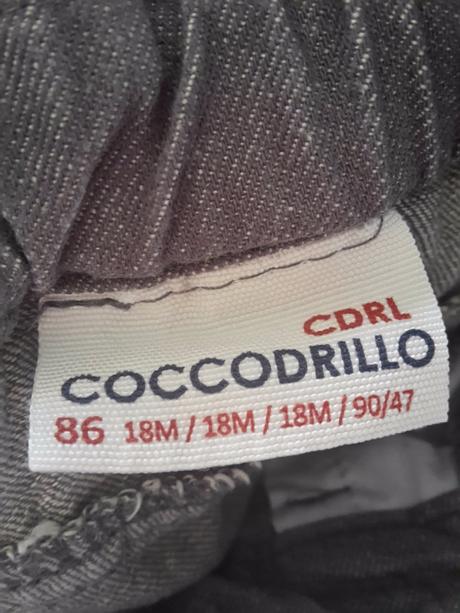 CDRL
COCCODRILLO
86 18M / 18M / 18M / 90/47